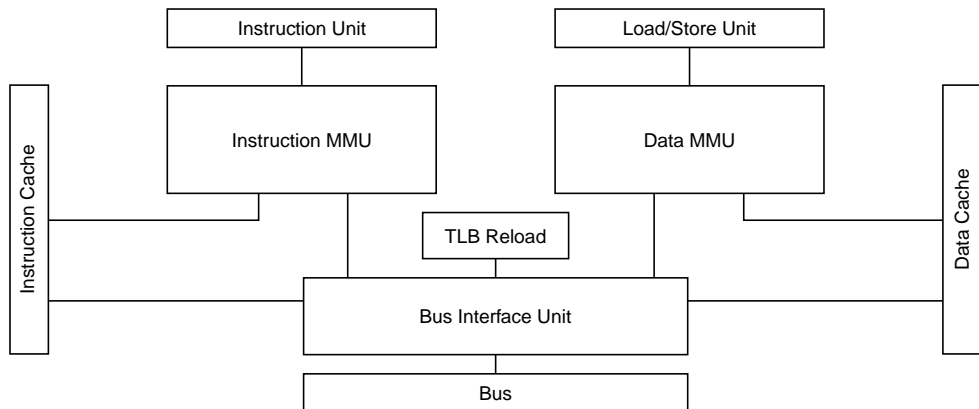 Instruction Unit
Load/Store Unit
Instruction Cache
Instruction MMU
Data MMU
Data Cache
TLB Reload
Bus Interface Unit
Bus